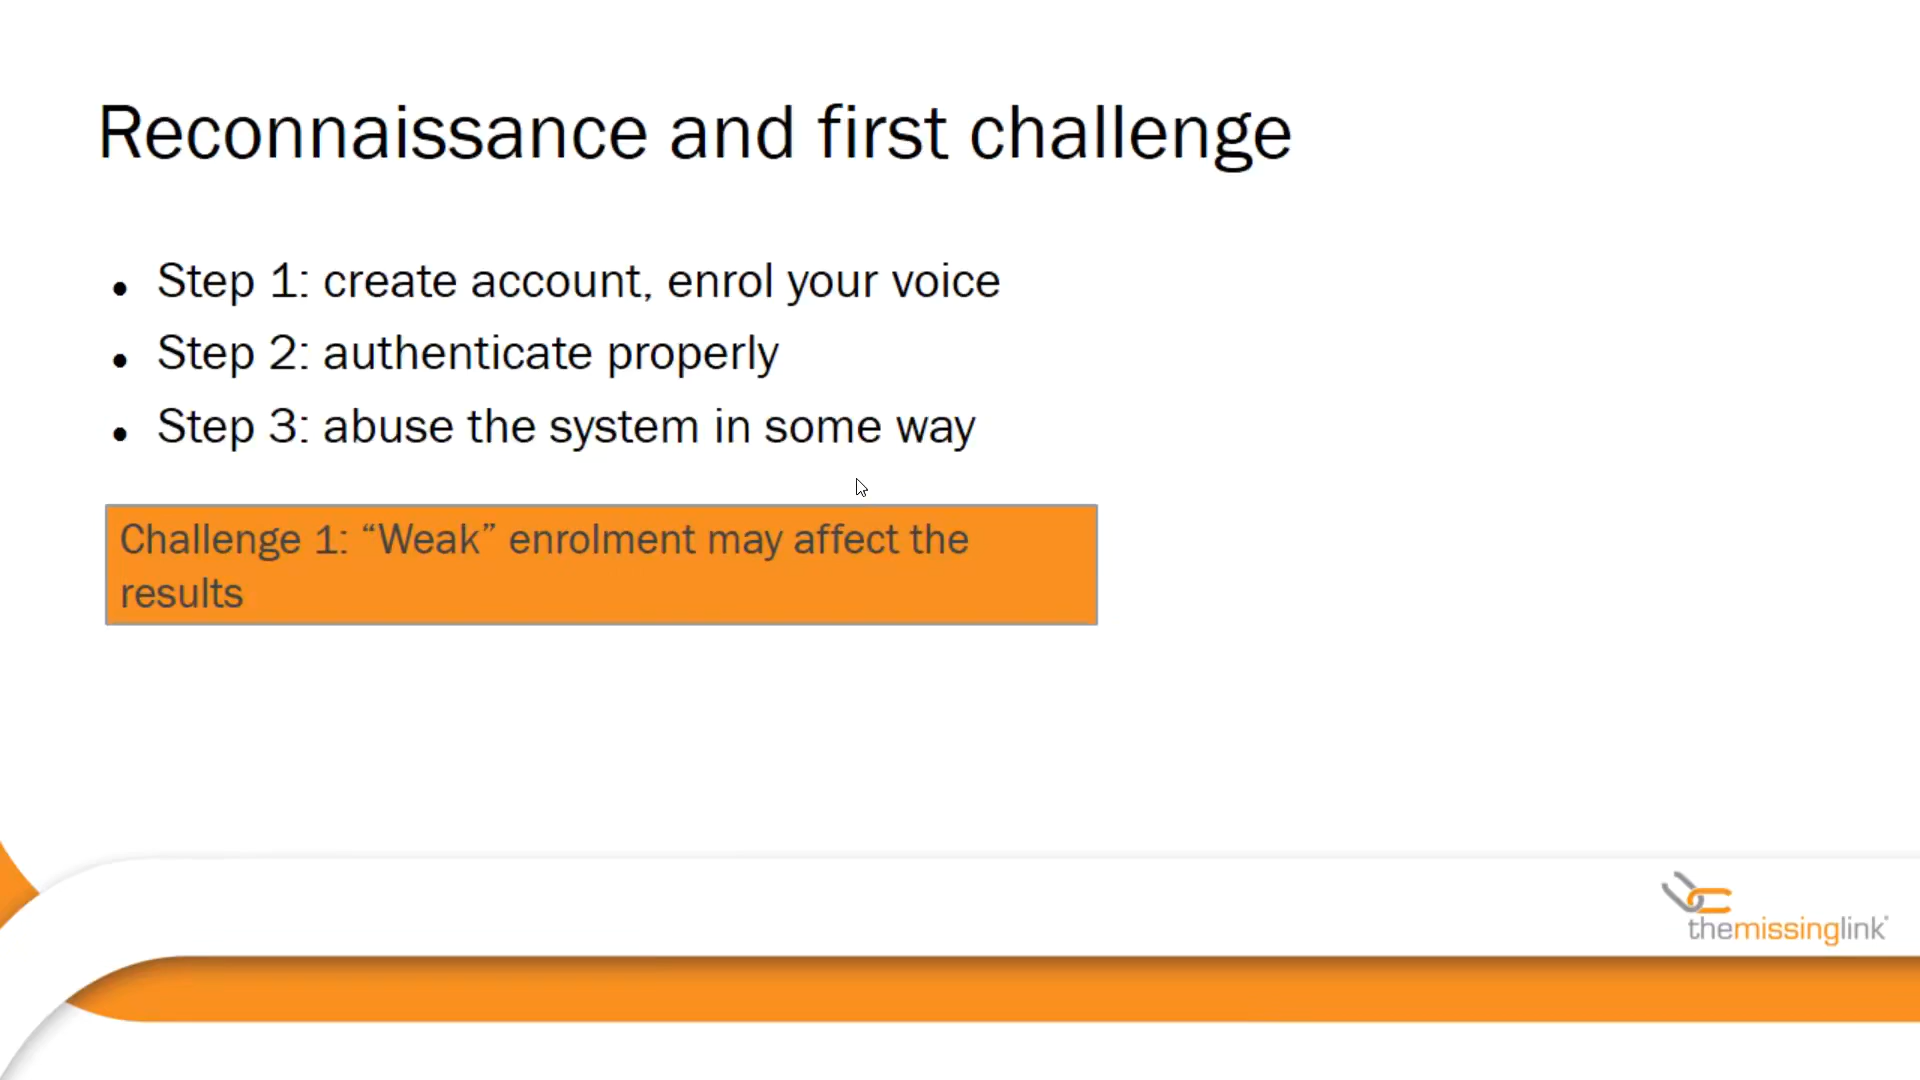 Reconnaissance and first challenge
• Step 1: create account, enrol your voice
• Step 2: authenticate properly
• Step 3: abuse the system in some way
Challenge 1: “Weak” enrolment may affect the
results
themissinglink®